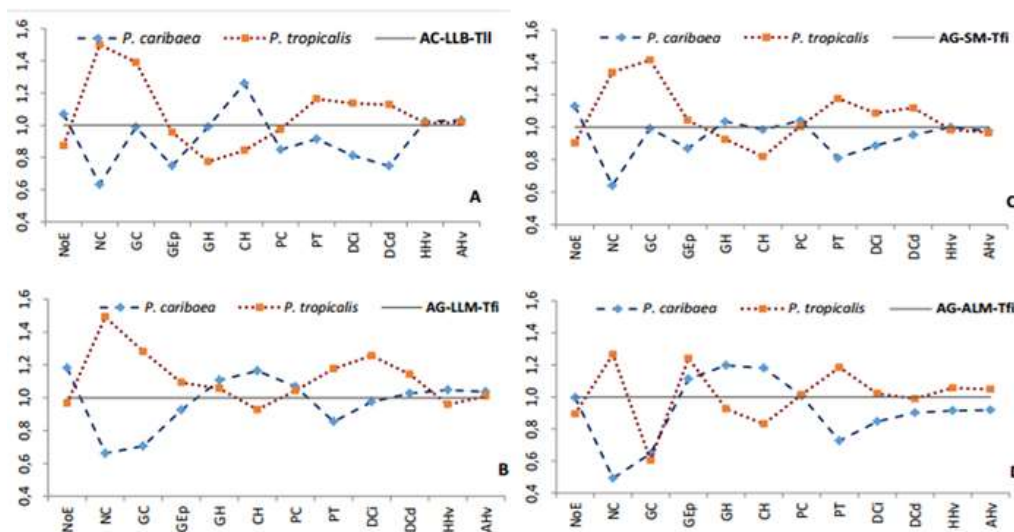 P. caribaea P. tropicalis AC-LLB-Tll
1,6
1,4
1,2
1,0
0,8
0,6
0,4
A
NoE NC GC GEp GH CH PC PT DCi DCd HHv AHv
P. caribaea P. tropicalis AG-SM-Tfi
1,6
1,4
1,2
1,0
0,8
0,6
0,4
C
NoE NC GC GEp GH CH PC PT DCi DCd HHv AHv
P. caribaea P. tropicalis AG-LLM-Tfi
1,6
1,4
1,2
1,0
0,8
0,6
0,4
B
NoE NC GC GEp GH CH PC PT DCi DCd HHv AHv
P. caribaea P. tropicalis AG-ALM-Tfi
1,6
1,4
1,2
1,0
0,8
0,6
0,4
NoE NC GC GEp GH CH PC PT DCi DCd HHv AHv